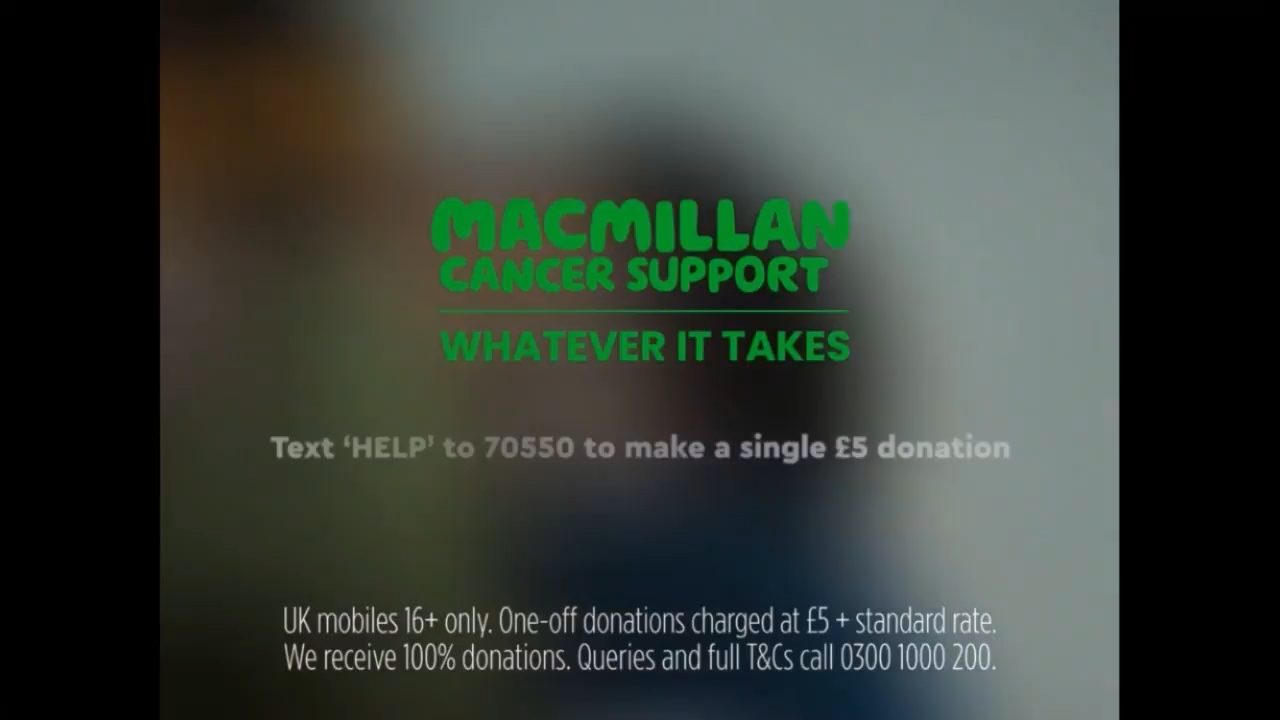 MACMILLAN
CANCER SUPPORT
WHATEVER IT TAKES
Text ‘HELP’ to 70550 to make a single £5 donation
UK mobiles 16+ only. One-off donations charged at £5 + standard rate.
We receive 100% donations. Queries and full T&Cs call 0300 1000 200.